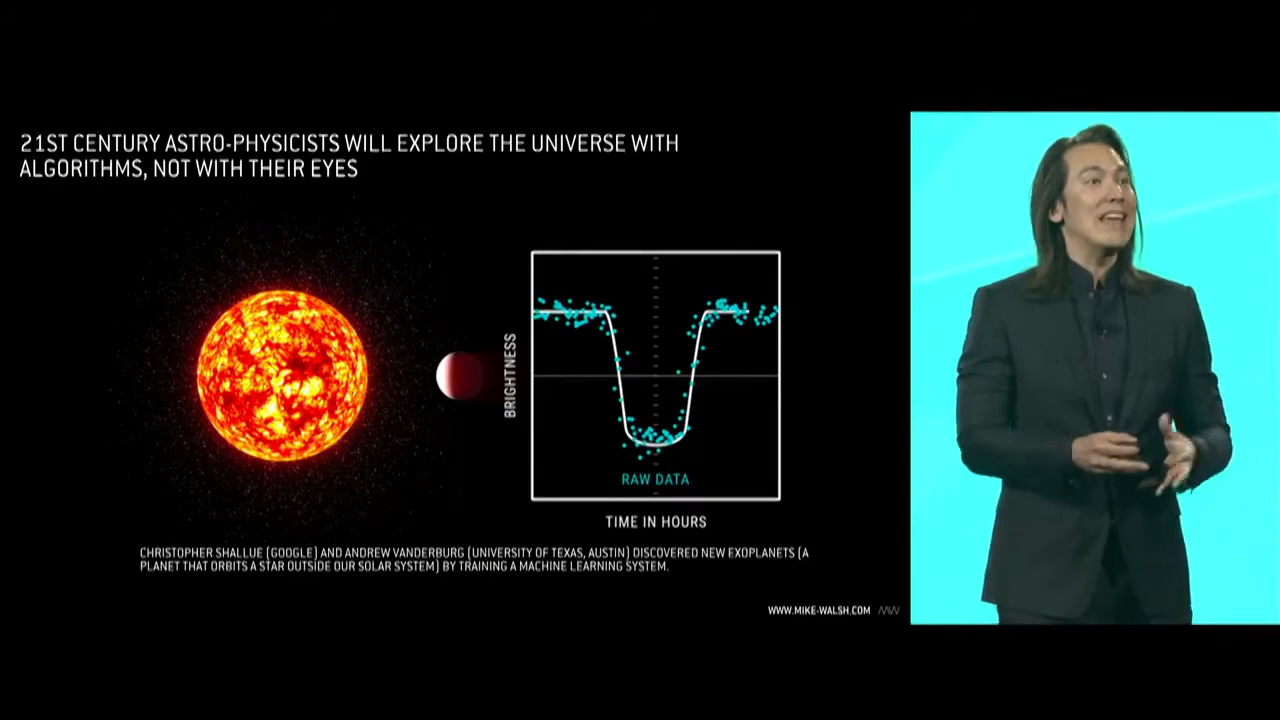 21ST CENTURY ASTRO-PHYSICISTS WILL EXPLORE THE UNIVERSE WITH
ALGORITHMS, NOT WITH THEIR EYES
BRIGHTNESS
RAW DATA
TIME IN HOURS
CHRISTOPHER SHALLUE (GOOGLE) AND ANDREW VANDERBURG (UNIVERSITY OF TEXAS, AUSTIN) DISCOVERED NEW EXOPLANETS (A
PLANET THAT ORBITS A STAR OUTSIDE OUR SOLAR SYSTEM) BY TRAINING A MACHINE LEARNING SYSTEM.
WWW.MIKE-WALSH.COM MW